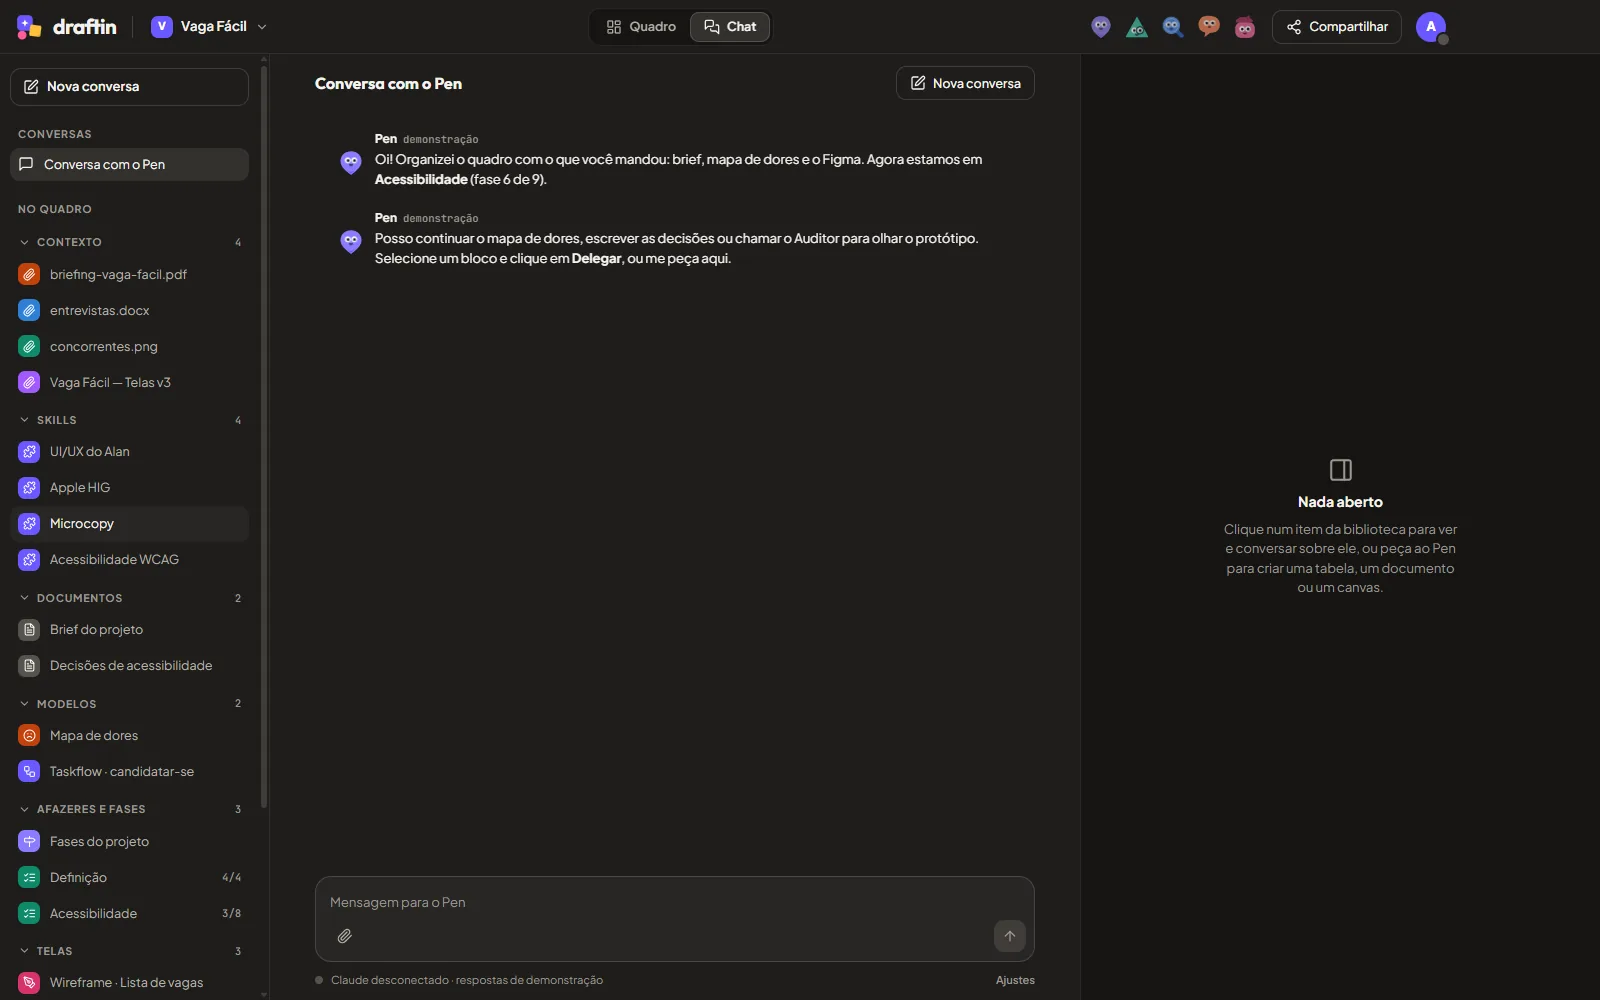 draftin
V
Vaga Fácil
Quadro
Chat
Compartilhar
A
Nova conversa
CONVERSAS
Conversa com o Pen
NO QUADRO
CONTEXTO 4
briefing-vaga-facil.pdf
entrevistas.docx
concorrentes.png
Vaga Fácil — Telas v3
SKILLS 4
UI/UX do Alan
Apple HIG
Microcopy
Acessibilidade WCAG
DOCUMENTOS 2
Brief do projeto
Decisões de acessibilidade
MODELOS 2
Mapa de dores
Taskflow · candidatar-se
AFAZERES E FASES 3
Fases do projeto
Definição 4/4
Acessibilidade 3/8
TELAS 3
Wireframe · Lista de vagas
Conversa com o Pen
Nova conversa
Pen demonstração
Oi! Organizei o quadro com o que você mandou: brief, mapa de dores e o Figma. Agora estamos em
Acessibilidade (fase 6 de 9).
Pen demonstração
Posso continuar o mapa de dores, escrever as decisões ou chamar o Auditor para olhar o protótipo.
Selecione um bloco e clique em Delegar, ou me peça aqui.
Mensagem para o Pen
Claude desconectado · respostas de demonstração
Ajustes
Nada aberto
Clique num item da biblioteca para ver
e conversar sobre ele, ou peça ao Pen
para criar uma tabela, um documento
ou um canvas.